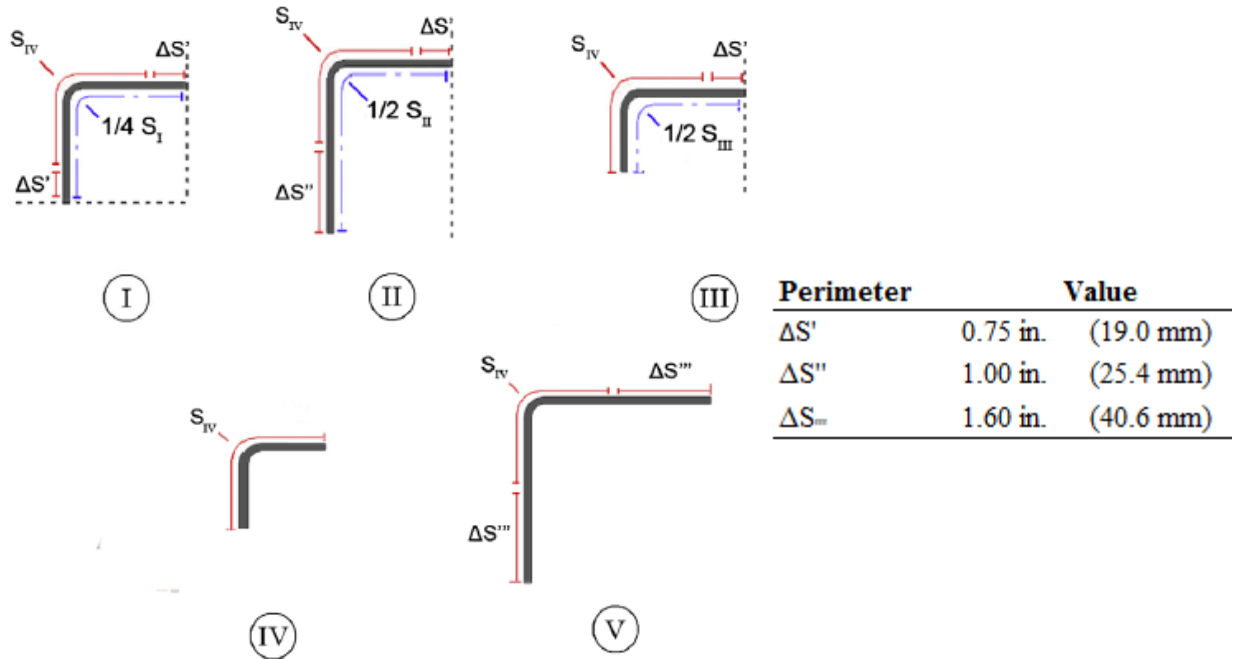 S_IV
ΔS'
1/4 S_I
ΔS'
I
S_IV
ΔS'
1/2 S_II
ΔS"
II
S_IV
ΔS'
1/2 S_III
III
S_IV
IV
S_IV
ΔS'''
ΔS'''
V
Perimeter Value
ΔS' 0.75 in. (19.0 mm)
ΔS" 1.00 in. (25.4 mm)
ΔS''' 1.60 in. (40.6 mm)